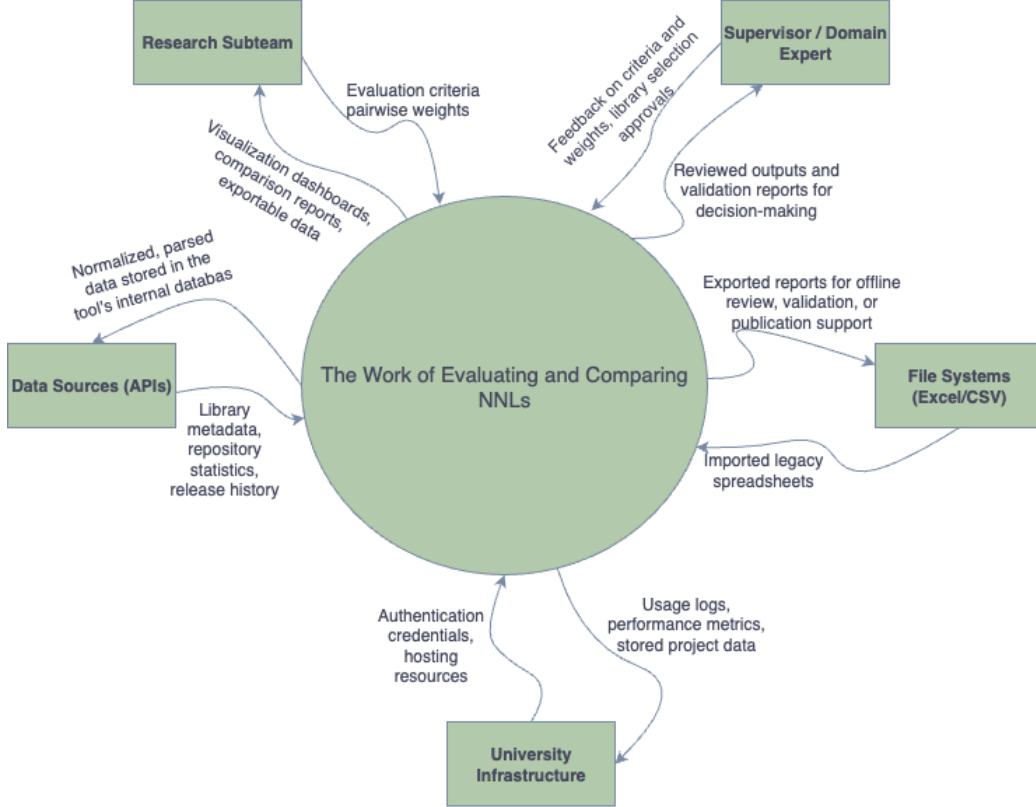 Research Subteam
Supervisor / Domain
Expert
Evaluation criteria
pairwise weights
Feedback on criteria and
weights, library selection
approvals
Visualization dashboards,
comparison reports,
exportable data
Reviewed outputs and
validation reports for
decision-making
Normalized, parsed
data stored in the
tool's internal databas
Exported reports for offline
review, validation, or
publication support
Data Sources (APIs)
The Work of Evaluating and Comparing
NNLs
File Systems
(Excel/CSV)
Library
metadata,
repository
statistics,
release history
Imported legacy
spreadsheets
Authentication
credentials,
hosting
resources
Usage logs,
performance metrics,
stored project data
University
Infrastructure